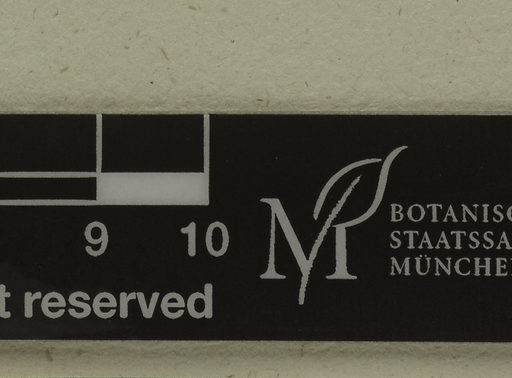 9 10
t reserved
M
BOTANISC
STAATSSA
MÜNCHE